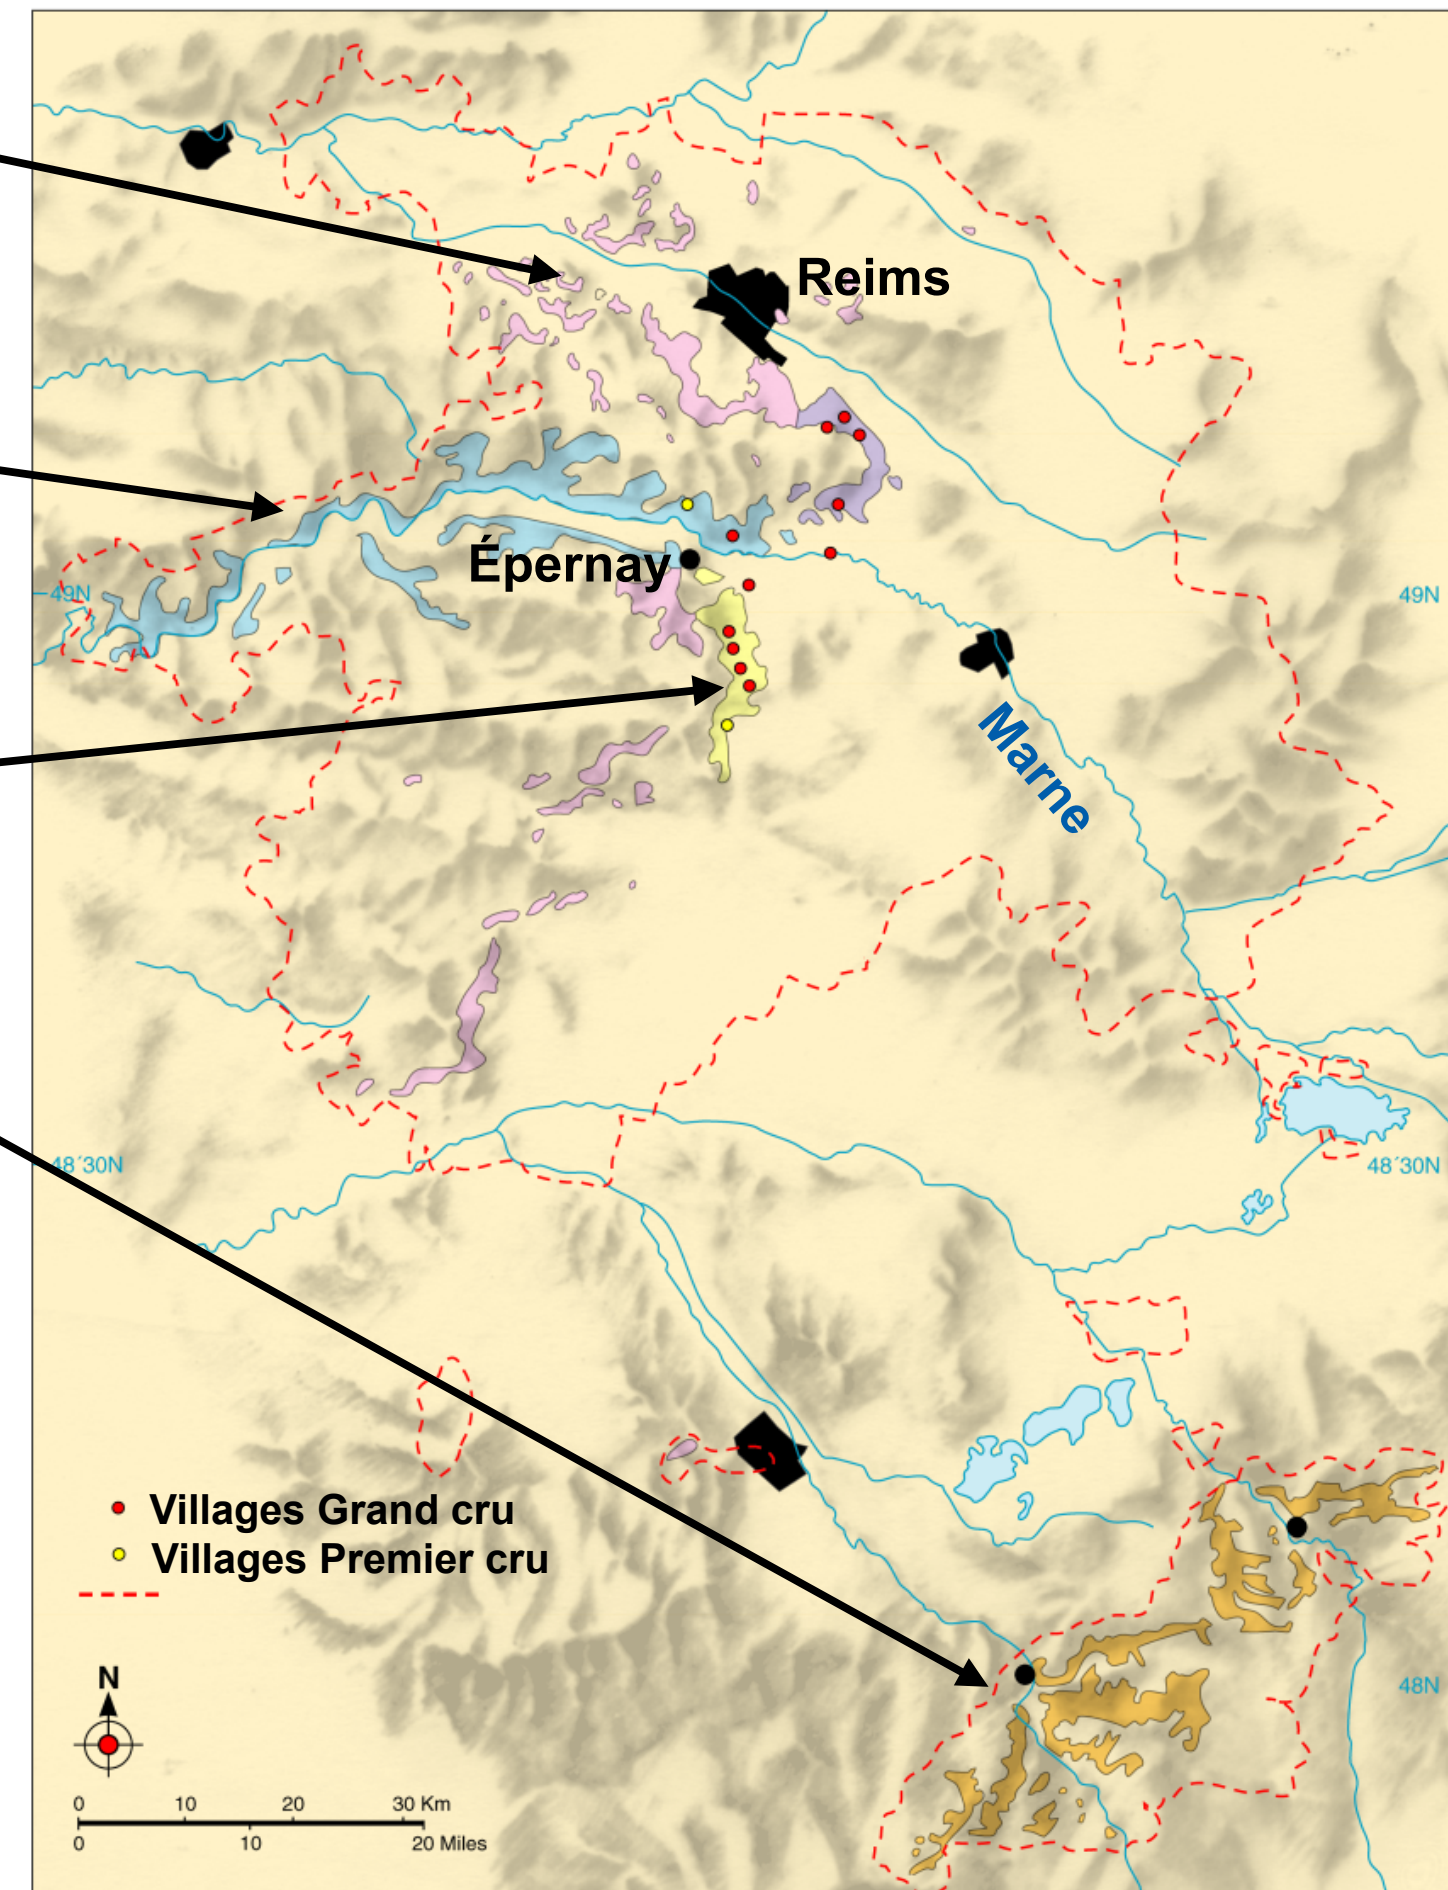 Reims
Épernay
49N
49N
Marne
48´30N
48´30N
Villages Grand cru
Villages Premier cru
N
48N
0 10 20 30 Km
0 10 20 Miles